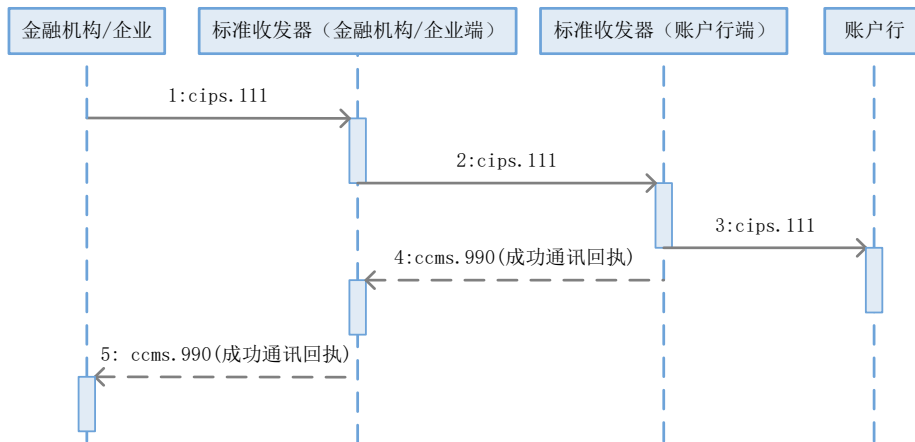 金融机构/企业
标准收发器（金融机构/企业端）
标准收发器（账户行端）
账户行
1:cips.111
2:cips.111
3:cips.111
4:ccms.990(成功通讯回执)
5: ccms.990(成功通讯回执)